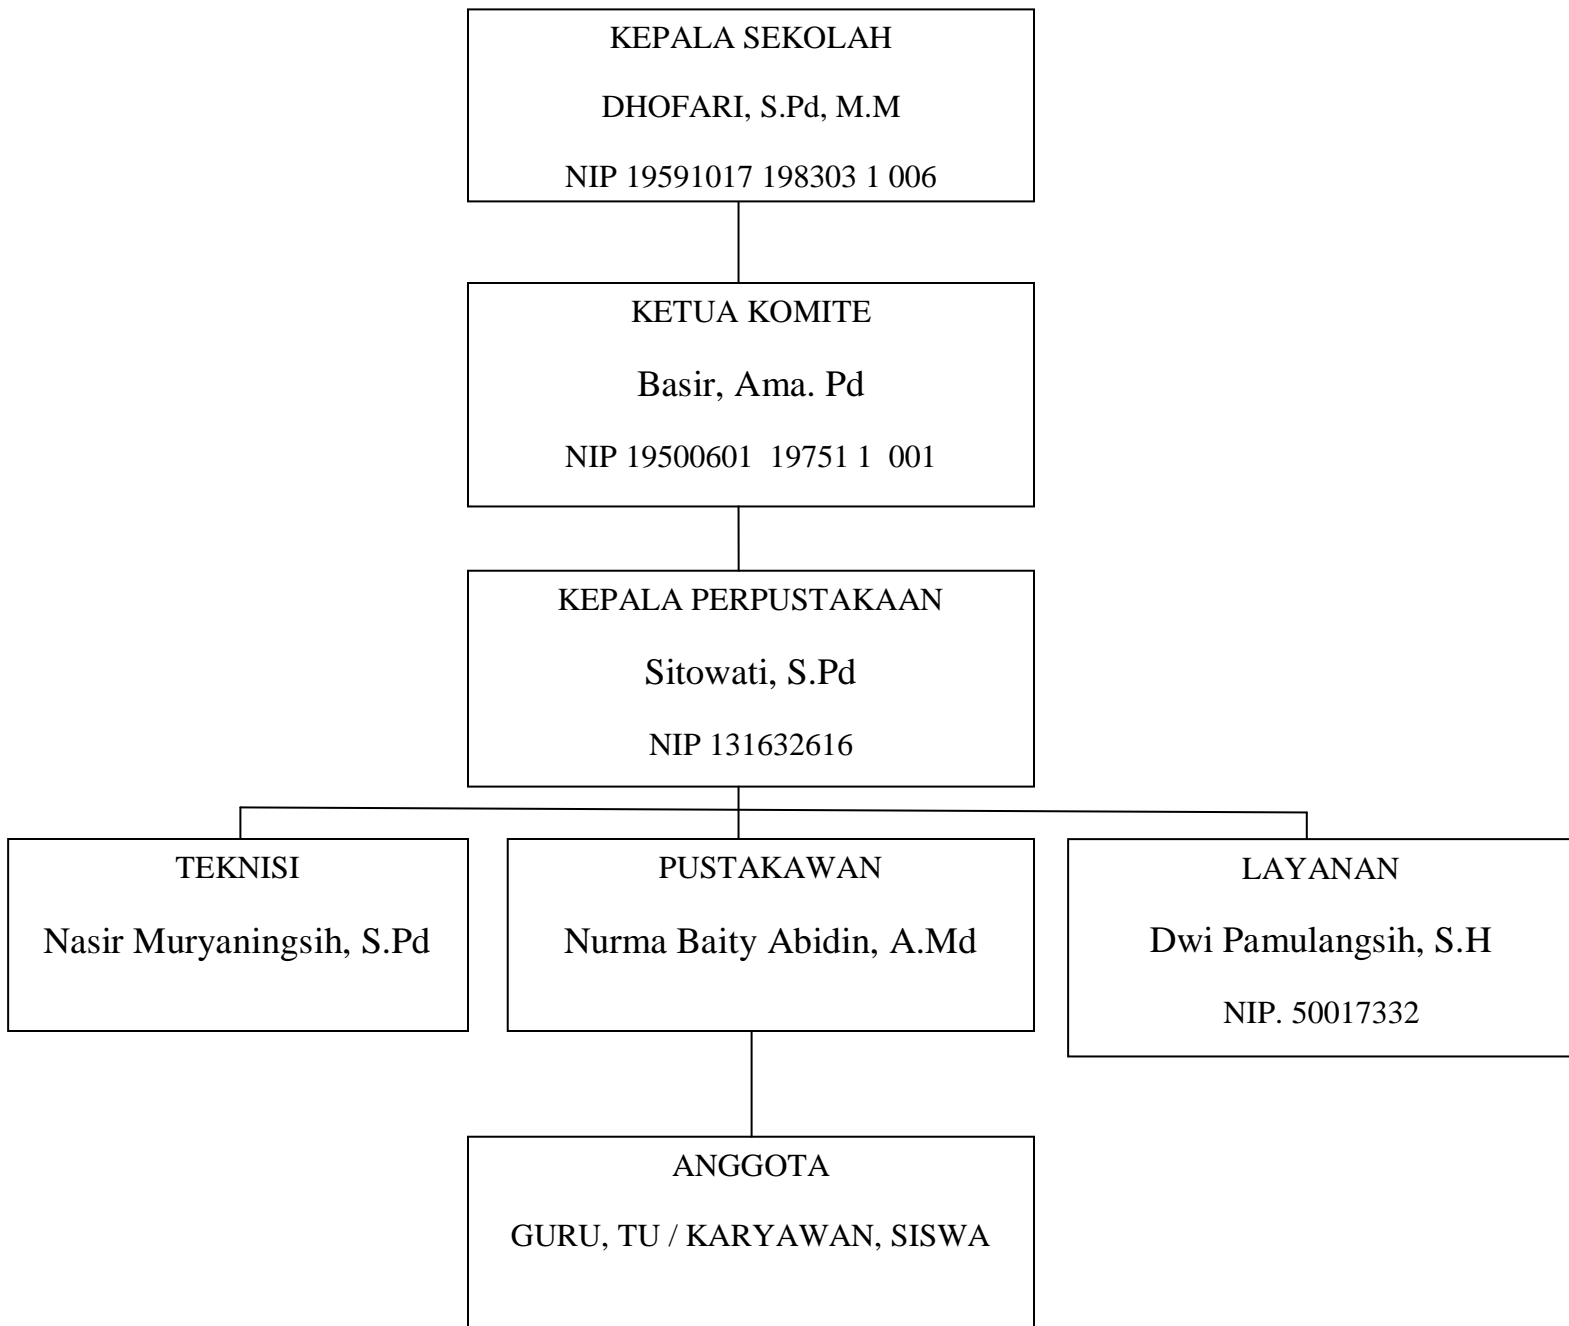 KEPALA SEKOLAH
DHOFARI, S.Pd, M.M
NIP 19591017 198303 1 006
KETUA KOMITE
Basir, Ama. Pd
NIP 19500601  19751 1  001
KEPALA PERPUSTAKAAN
Sitowati, S.Pd
NIP 131632616
TEKNISI
Nasir Muryaningsih, S.Pd
PUSTAKAWAN
Nurma Baity Abidin, A.Md
LAYANAN
Dwi Pamulangsih, S.H
NIP. 50017332
ANGGOTA
GURU, TU / KARYAWAN, SISWA